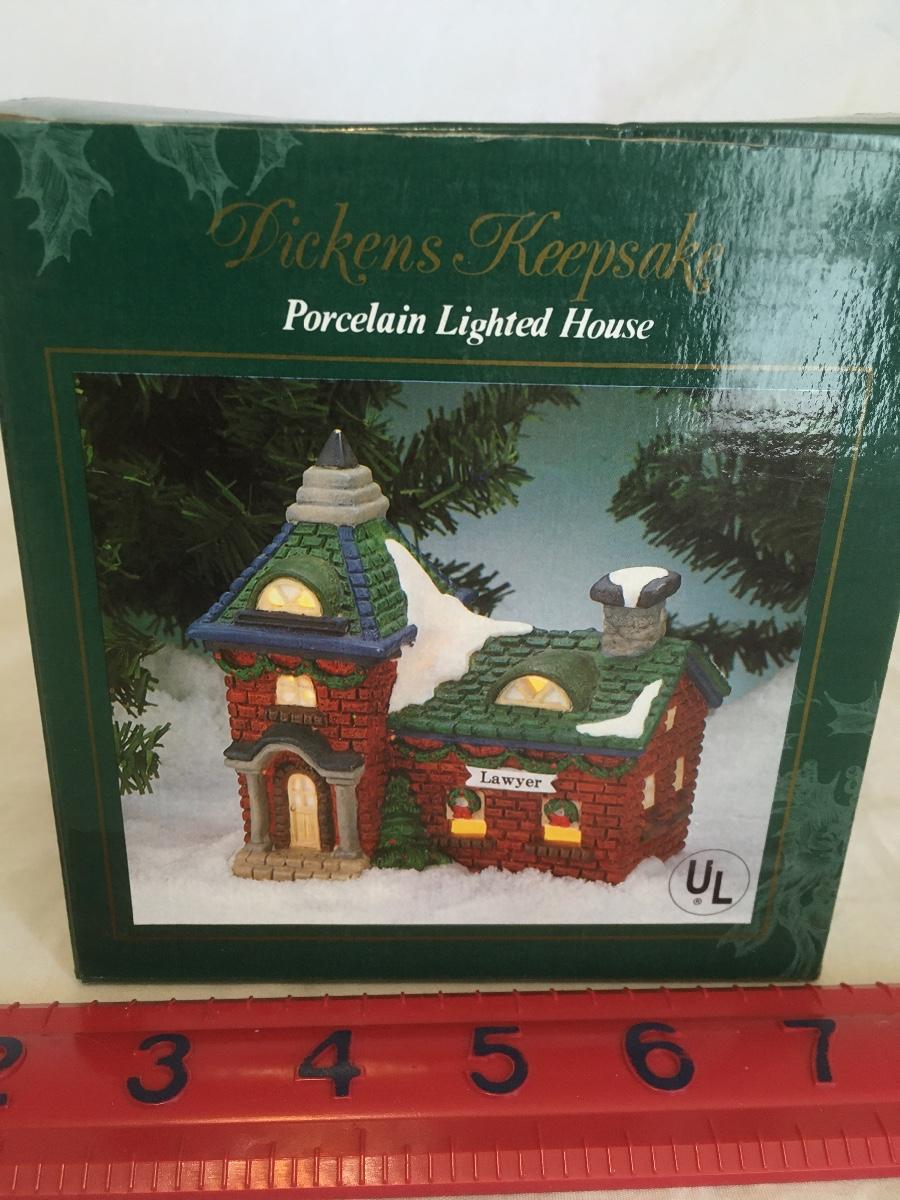 Dickens Keepsake
Porcelain Lighted House
Lawyer
UL
®
2 3 4 5 6 7